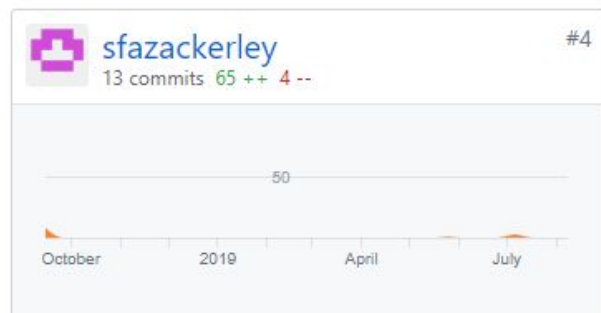 sfazackerley #4
13 commits 65 ++ 4 --
50
October 2019 April July